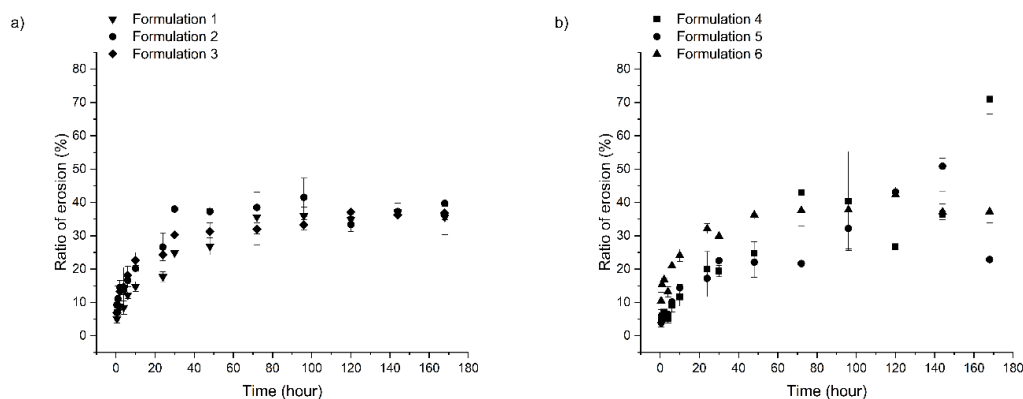 a)
Formulation 1
Formulation 2
Formulation 3
Ratio of erosion (%)
80
70
60
50
40
30
20
10
0
0 20 40 60 80 100 120 140 160 180
Time (hour)
b)
Formulation 4
Formulation 5
Formulation 6
Ratio of erosion (%)
80
70
60
50
40
30
20
10
0
0 20 40 60 80 100 120 140 160 180
Time (hour)